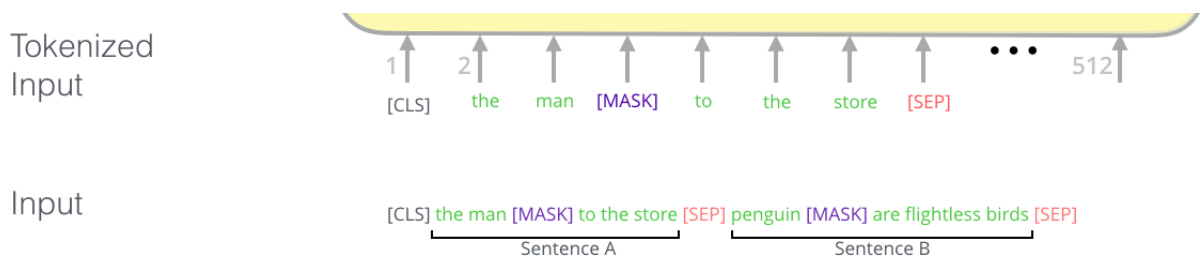 Tokenized
Input
1 2 ••• 512
[CLS] the man [MASK] to the store [SEP]
Input
[CLS] the man [MASK] to the store [SEP] penguin [MASK] are flightless birds [SEP]
Sentence A Sentence B